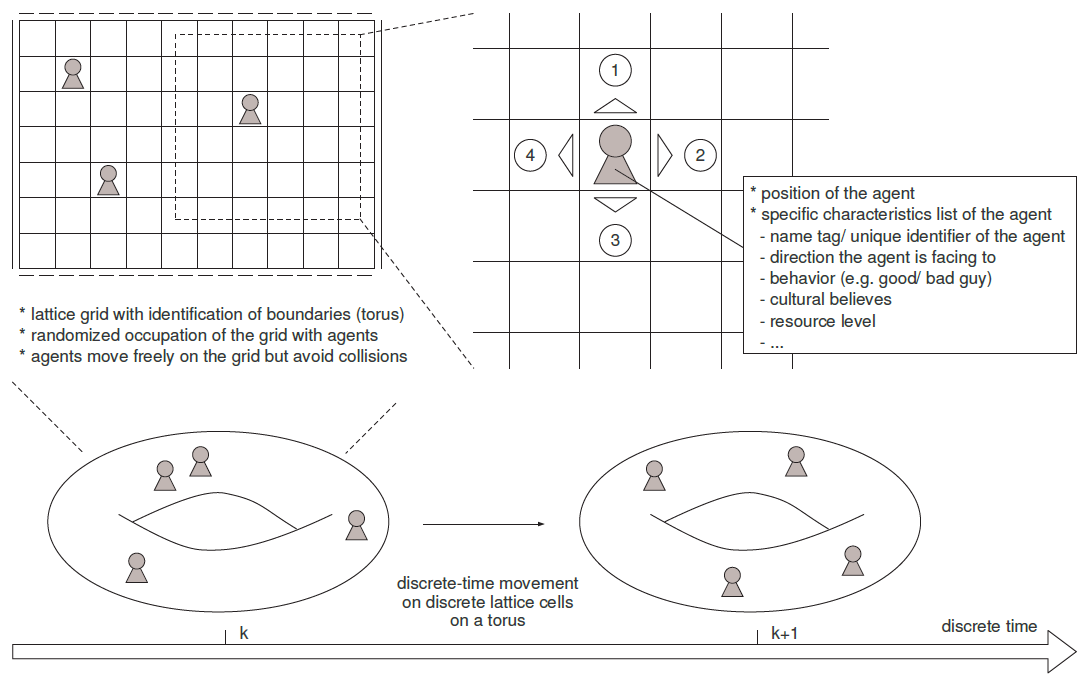 1
4
2
3
* position of the agent
* specific characteristics list of the agent
- name tag/ unique identifier of the agent
- direction the agent is facing to
- behavior (e.g. good/ bad guy)
- cultural believes
- resource level
- ...
* lattice grid with identification of boundaries (torus)
* randomized occupation of the grid with agents
* agents move freely on the grid but avoid collisions
discrete-time movement
on discrete lattice cells
on a torus
k
k+1
discrete time